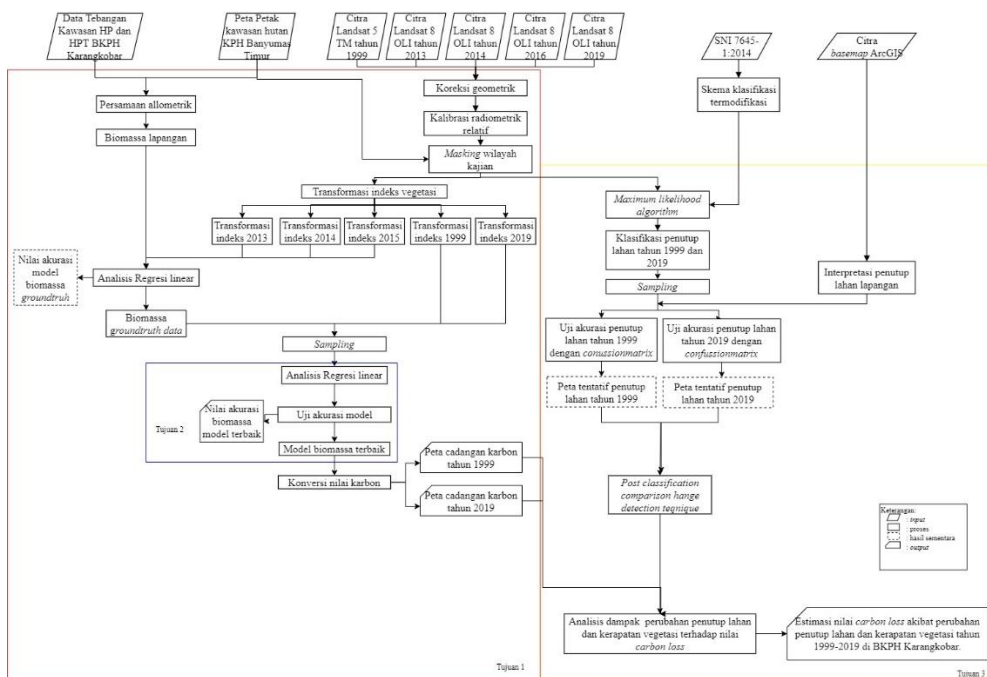 Data Tebangan
Kawasan HP dan
HPT BKPH
Karangkobar
Peta Petak
kawasan hutan
KPH Banyumas
Timur
Citra
Landsat 5
TM tahun
1999
Citra
Landsat 8
OLI tahun
2013
Citra
Landsat 8
OLI tahun
2014
Citra
Landsat 8
OLI tahun
2016
Citra
Landsat 8
OLI tahun
2019
SNI 7645-
1:2014
Citra
basemap ArcGIS
Persamaan allometrik
Biomassa lapangan
Koreksi geometrik
Kalibrasi radiometrik
relatif
Masking wilayah
kajian
Skema klasifikasi
termodifikasi
Transformasi indeks vegetasi
Transformasi
indeks 2013
Transformasi
indeks 2014
Transformasi
indeks 2015
Transformasi
indeks 1999
Transformasi
indeks 2019
Maximum likelihood
algorithm
Klasifikasi penutup
lahan tahun 1999 dan
2019
Sampling
Interpretasi penutup
lahan lapangan
Nilai akurasi
model
biomassa
groundtruh
Analisis Regresi linear
Biomassa
groundtruth data
Sampling
Uji akurasi penutup
lahan tahun 1999
dengan conussionmatrix
Uji akurasi penutup lahan
tahun 2019 dengan
confussionmatrix
Peta tentatif penutup
lahan tahun 1999
Peta tentatif penutup
lahan tahun 2019
Analisis Regresi linear
Nilai akurasi
biomassa
model terbaik
Uji akurasi model
Tujuan 2
Model biomassa terbaik
Konversi nilai karbon
Peta cadangan karbon
tahun 1999
Peta cadangan karbon
tahun 2019
Post classification
comparison hange
detection teqnique
Keterangan:
: input
: proses
: hasil sementara
: output
Analisis dampak perubahan penutup lahan
dan kerapatan vegetasi terhadap nilai
carbon loss
Estimasi nilai carbon loss akibat perubahan
penutup lahan dan kerapatan vegetasi tahun
1999-2019 di BKPH Karangkobar.
Tujuan 1
Tujuan 3